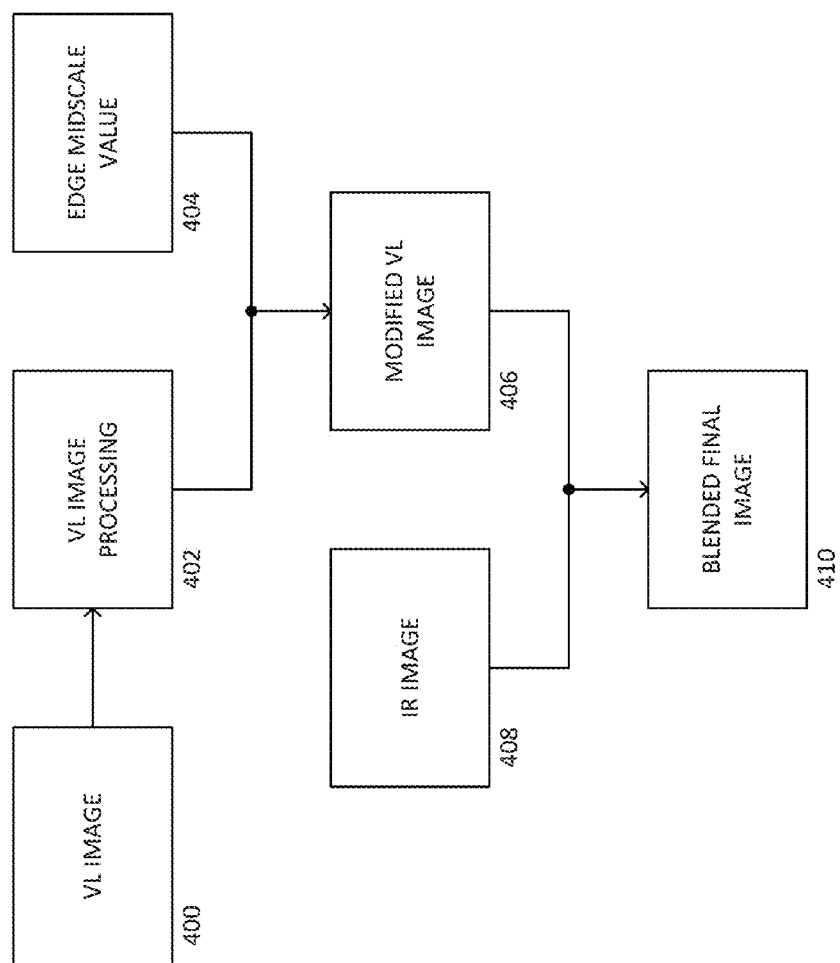 VL IMAGE
400
VL IMAGE
PROCESSING
402
EDGE MIDSCALE
VALUE
404
IR IMAGE
408
MODIFIED VL
IMAGE
406
BLENDED FINAL
IMAGE
410